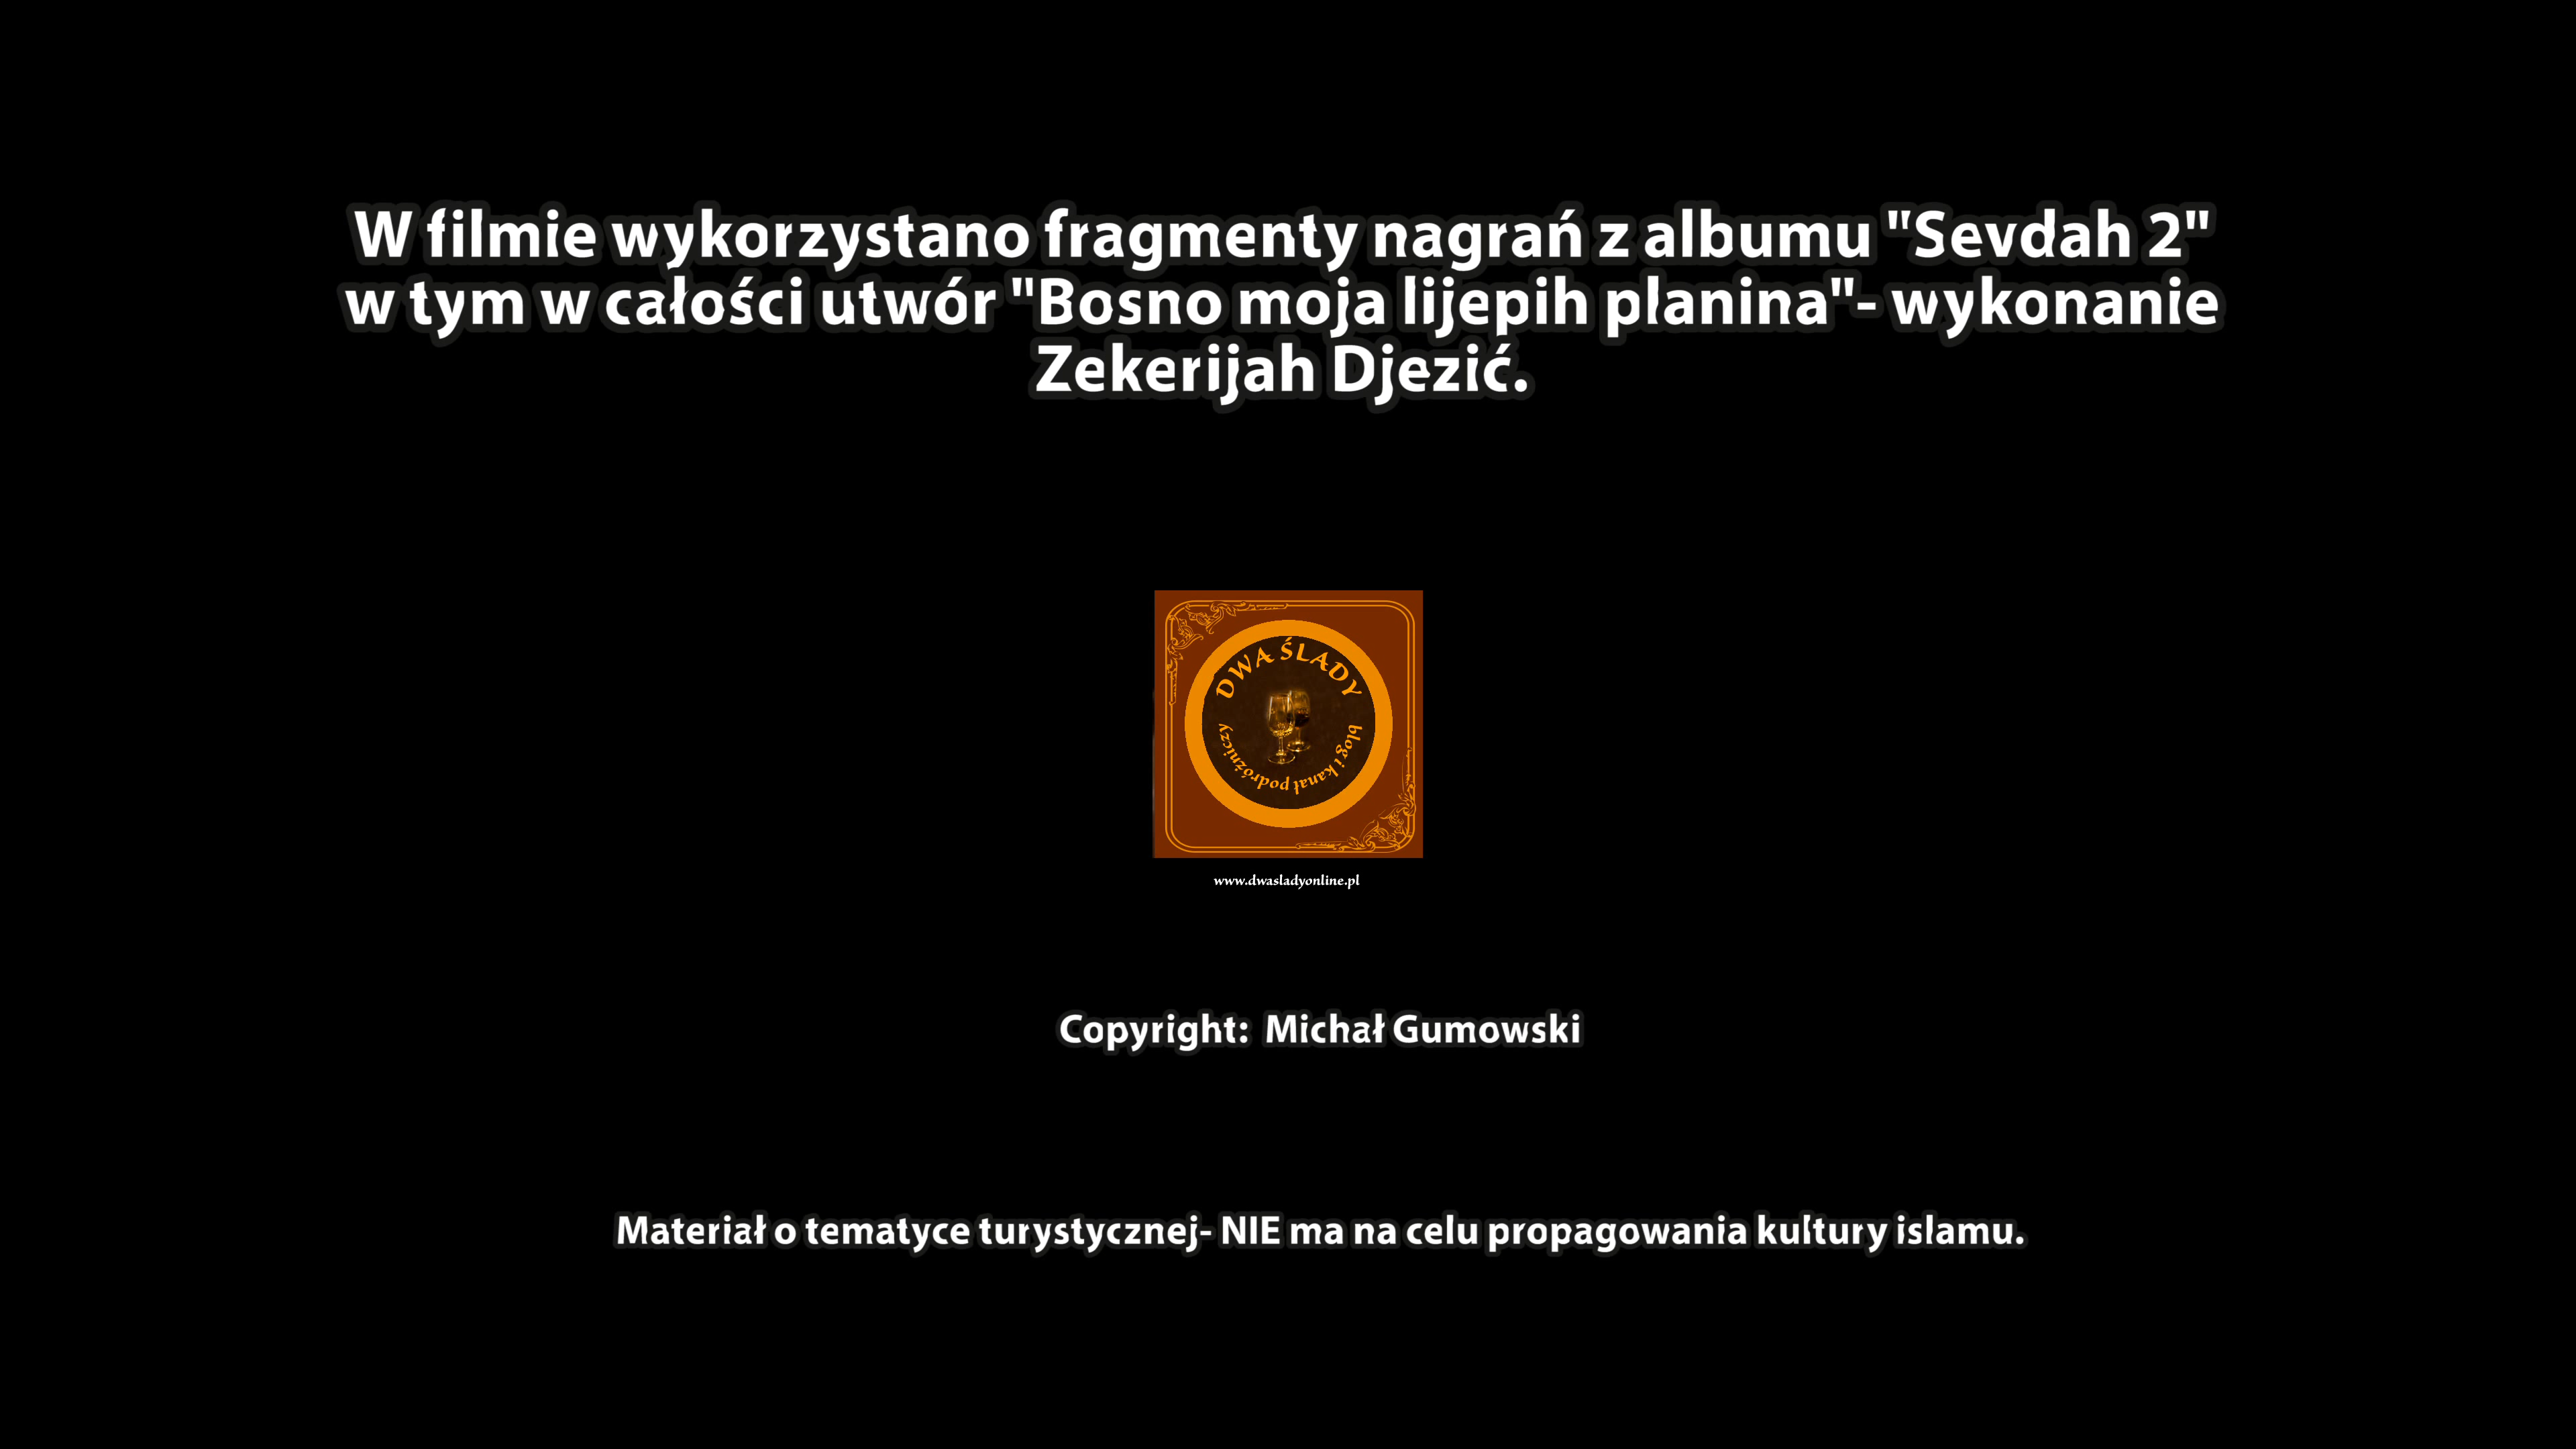 W filmie wykorzystano fragmenty nagrań z albumu "Sevdah 2"
w tym w całości utwór "Bosno moja lijepih planina"- wykonanie
Zekerijah Djezić.
DWA ŚLADY
blog i kanał podróżniczy
www.dwasladyonline.pl
Copyright: Michał Gumowski
Materiał o tematyce turystycznej- NIE ma na celu propagowania kultury islamu.